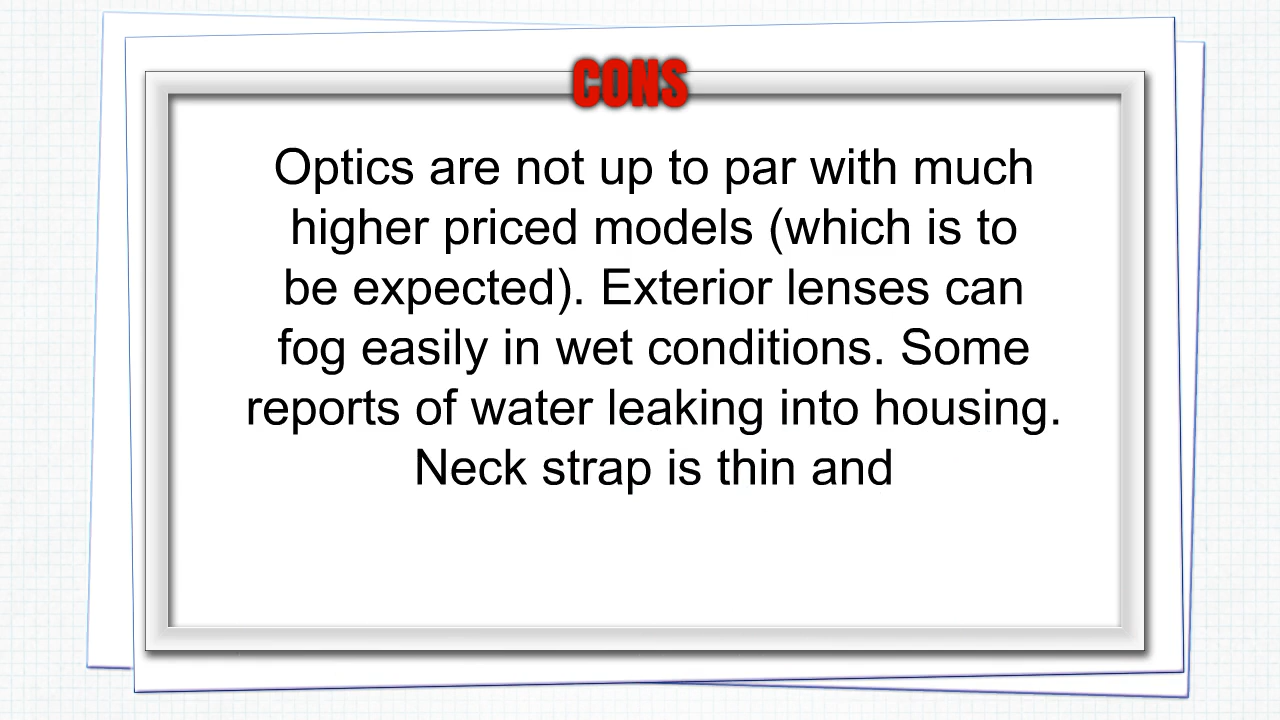 CONS
Optics are not up to par with much
higher priced models (which is to
be expected). Exterior lenses can
fog easily in wet conditions. Some
reports of water leaking into housing.
Neck strap is thin and